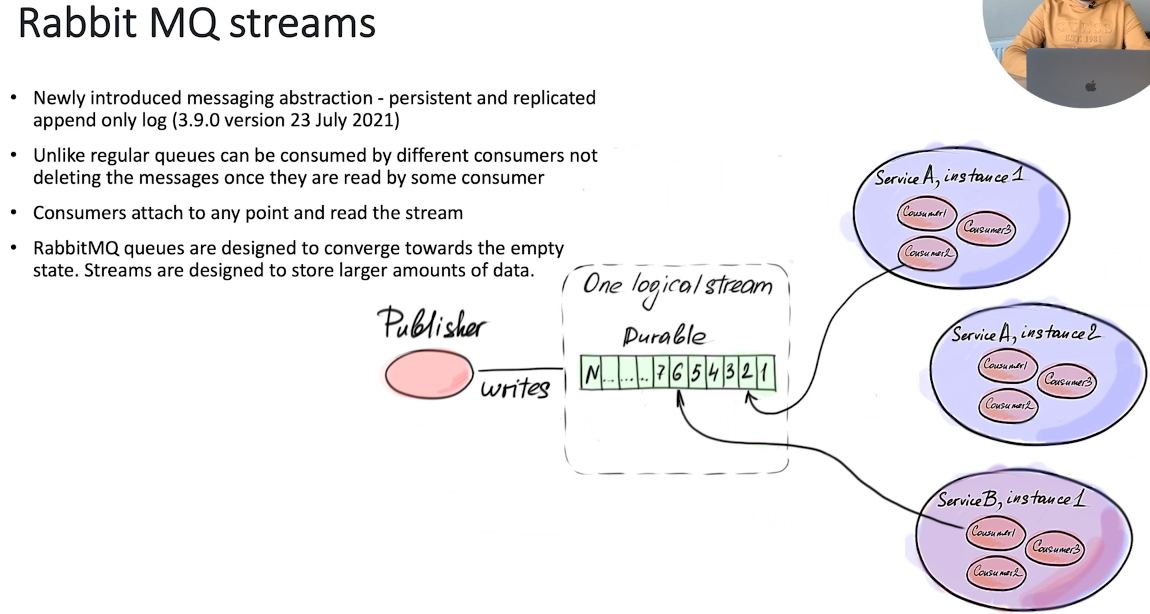 Rabbit MQ streams
• Newly introduced messaging abstraction - persistent and replicated
append only log (3.9.0 version 23 July 2021)
• Unlike regular queues can be consumed by different consumers not
deleting the messages once they are read by some consumer
• Consumers attach to any point and read the stream
• RabbitMQ queues are designed to converge towards the empty
state. Streams are designed to store larger amounts of data.
One logical stream
Durable
Publisher
writes
N . . . . . . . 7 6 5 4 3 2 1
Service A, instance 1
Consumer1
Consumer3
Consumer2
Service A, instance 2
Consumer1
Consumer3
Consumer2
Service B, instance 1
Consumer1
Consumer3
Consumer2